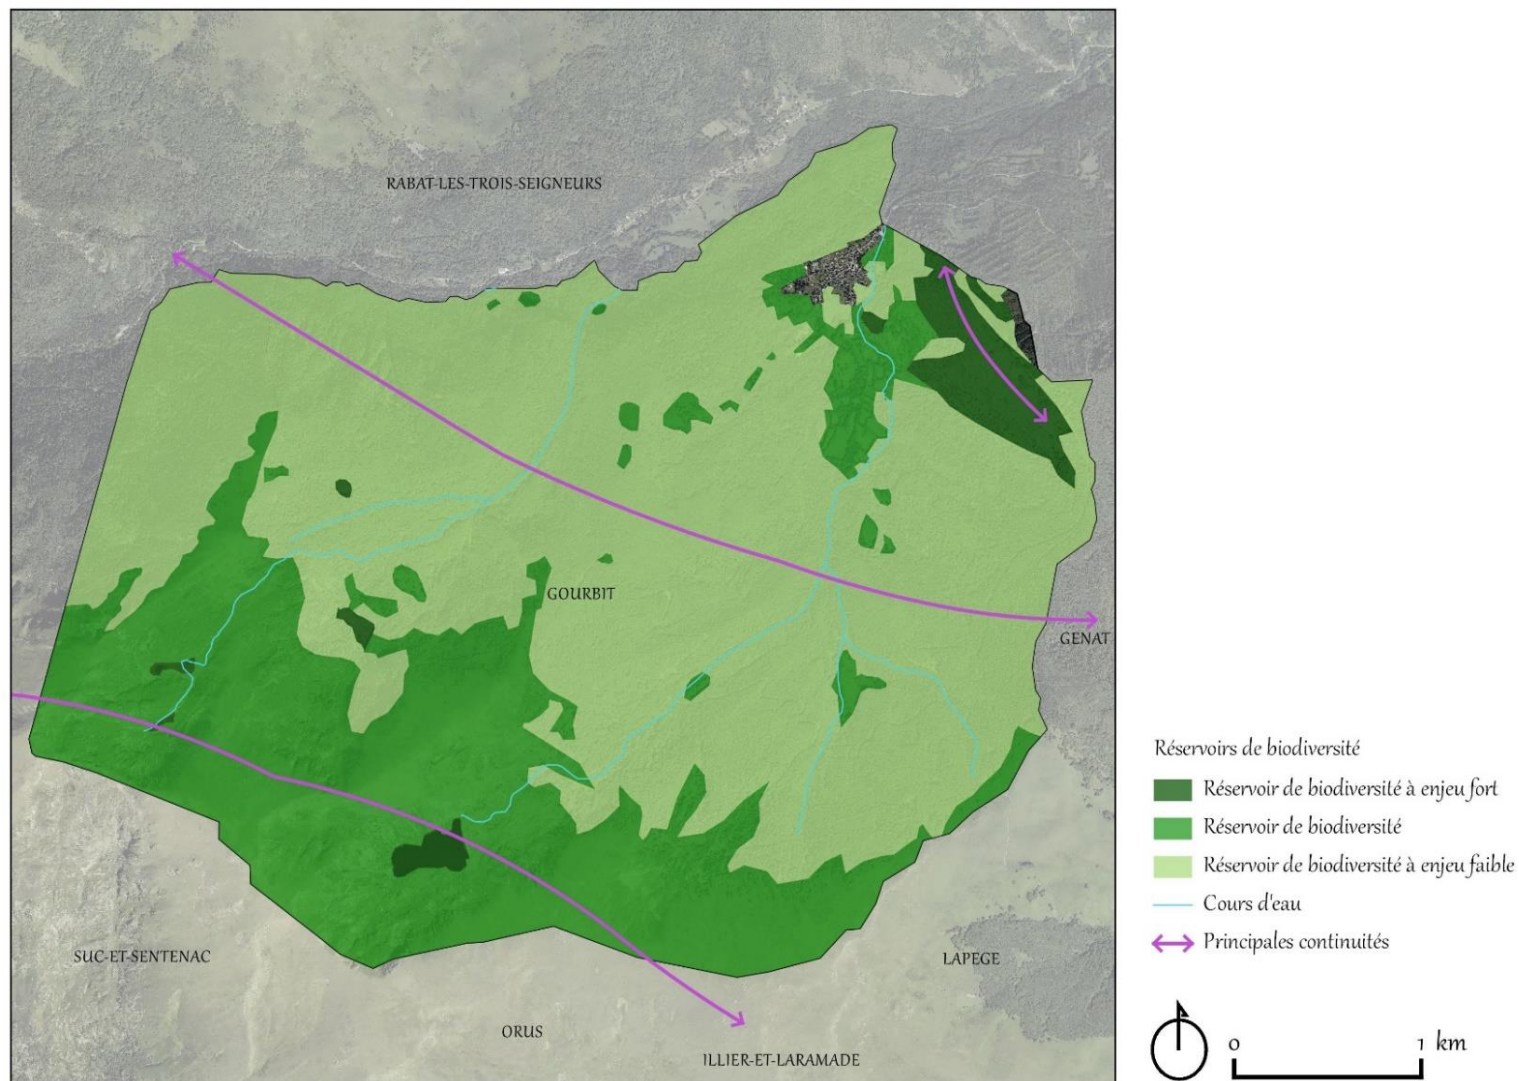 RABAT-LES-TROIS-SEIGNEURS
GOURBIT
GENAT
SUC-ET-SENTENAC
LAPEGE
ORUS
ILLIER-ET-LARAMADE
Réservoirs de biodiversité
Réservoir de biodiversité à enjeu fort
Réservoir de biodiversité
Réservoir de biodiversité à enjeu faible
Cours d'eau
Principales continuités
0 1 km